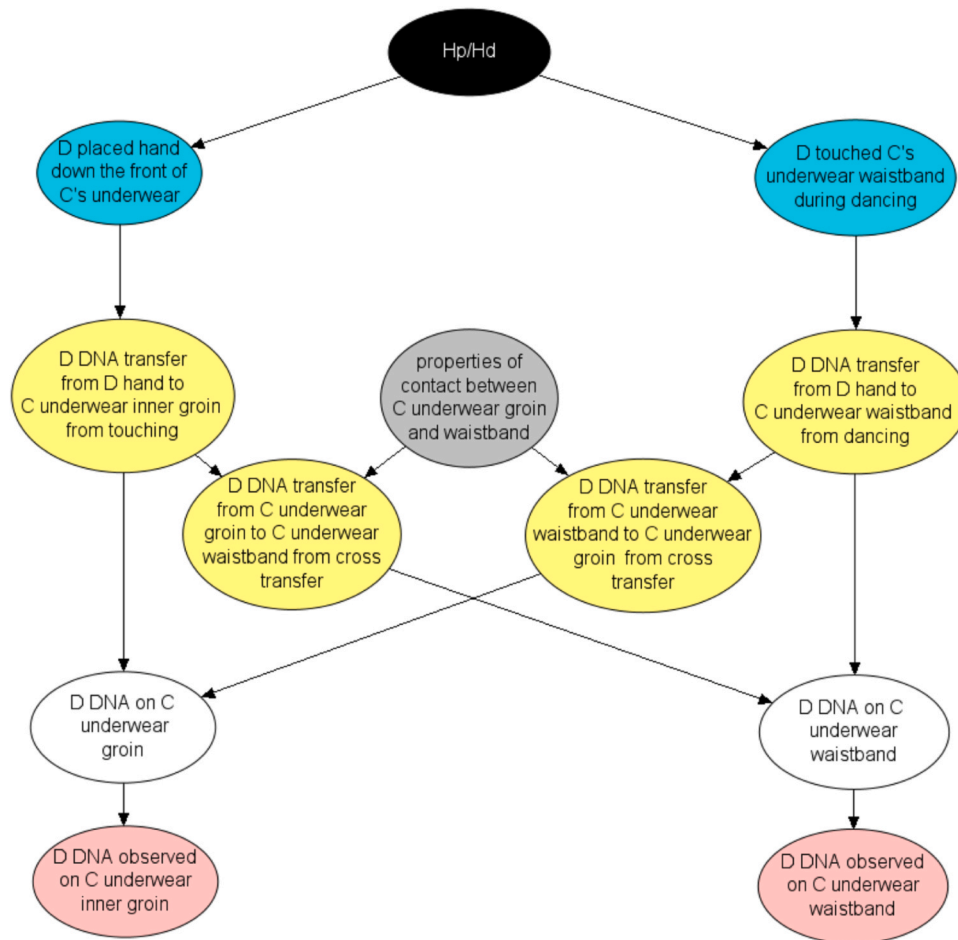 Hp/Hd
D placed hand
down the front of
C's underwear
D touched C's
underwear waistband
during dancing
D DNA transfer
from D hand to
C underwear inner groin
from touching
properties of
contact between
C underwear groin
and waistband
D DNA transfer
from D hand to
C underwear waistband
from dancing
D DNA transfer
from C underwear
groin to C underwear
waistband from cross
transfer
D DNA transfer
from C underwear
waistband to C underwear
groin from cross
transfer
D DNA on C
underwear
groin
D DNA on C
underwear
waistband
D DNA observed
on C underwear
inner groin
D DNA observed
on C underwear
waistband